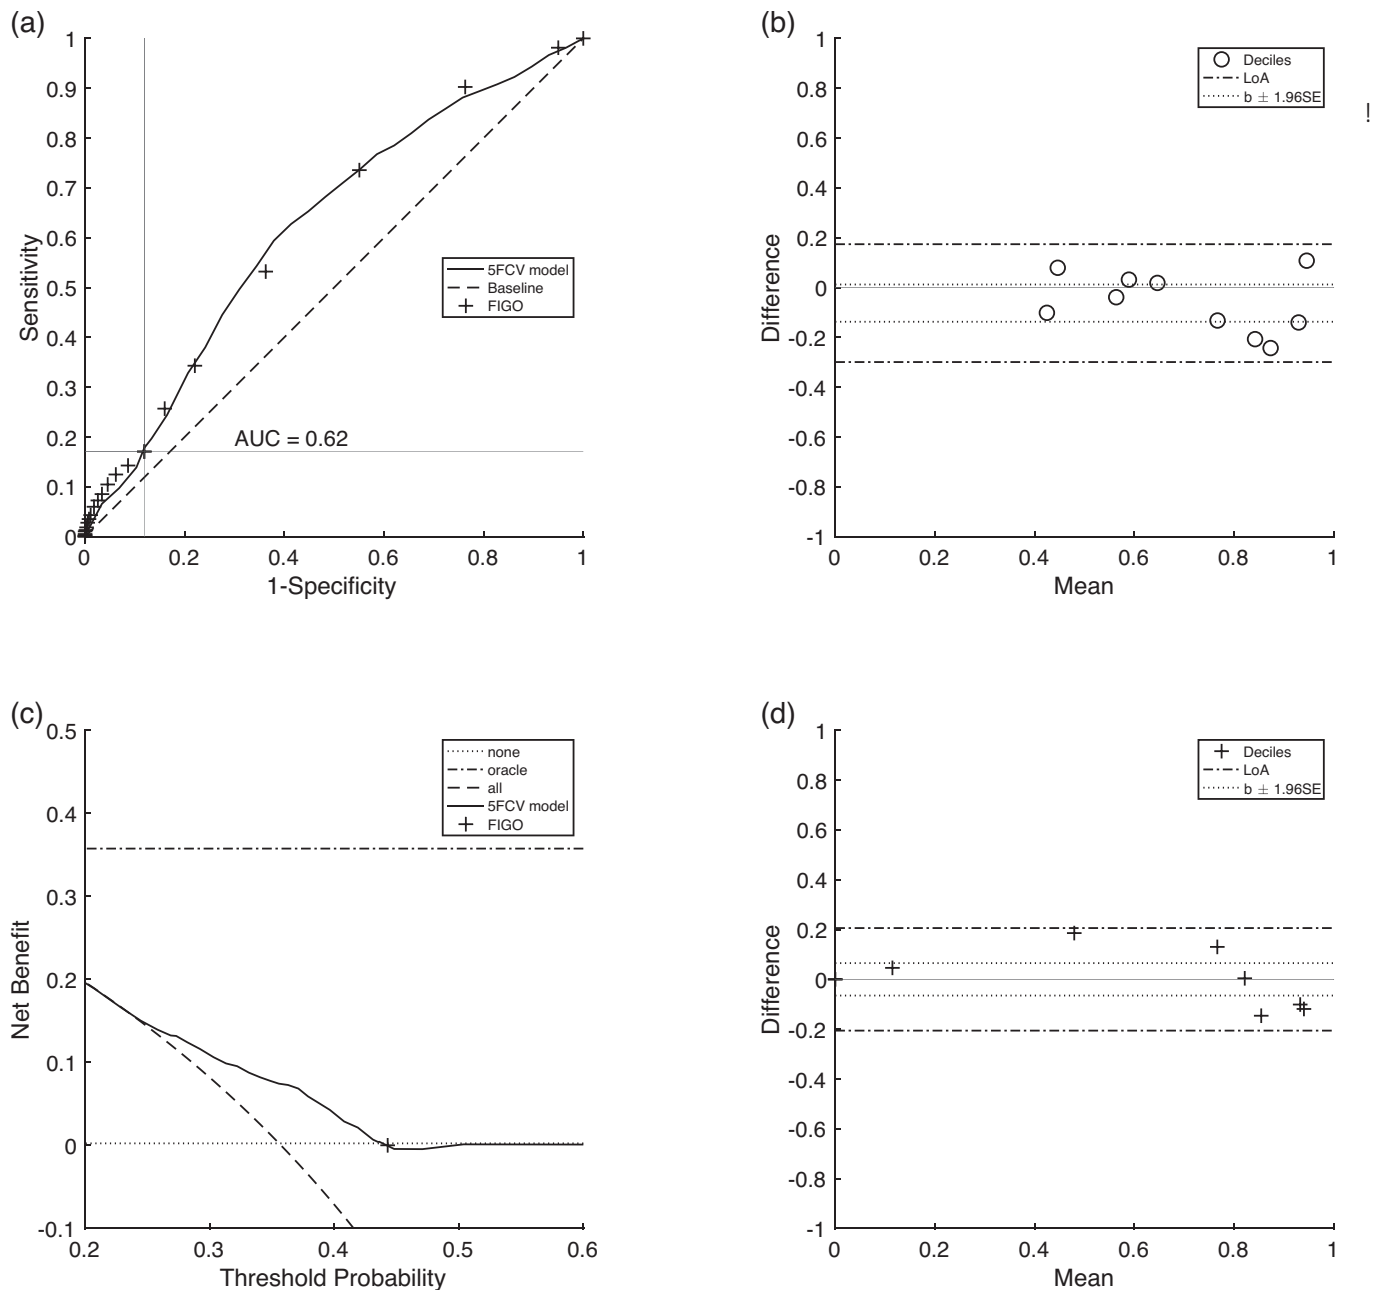 (a)
1
0.9
0.8
0.7
0.6
0.5
0.4
0.3
0.2
0.1
0
Sensitivity
5FCV model
Baseline
FIGO
AUC = 0.62
0 0.2 0.4 0.6 0.8 1
1-Specificity
(b)
1
0.8
0.6
0.4
0.2
0
-0.2
-0.4
-0.6
-0.8
-1
Difference
Deciles
LoA
b ± 1.96SE
!
0 0.2 0.4 0.6 0.8 1
Mean
(c)
0.5
0.4
0.3
0.2
0.1
0
-0.1
Net Benefit
none
oracle
all
5FCV model
FIGO
0.2 0.3 0.4 0.5 0.6
Threshold Probability
(d)
1
0.8
0.6
0.4
0.2
0
-0.2
-0.4
-0.6
-0.8
-1
Difference
Deciles
LoA
b ± 1.96SE
0 0.2 0.4 0.6 0.8 1
Mean